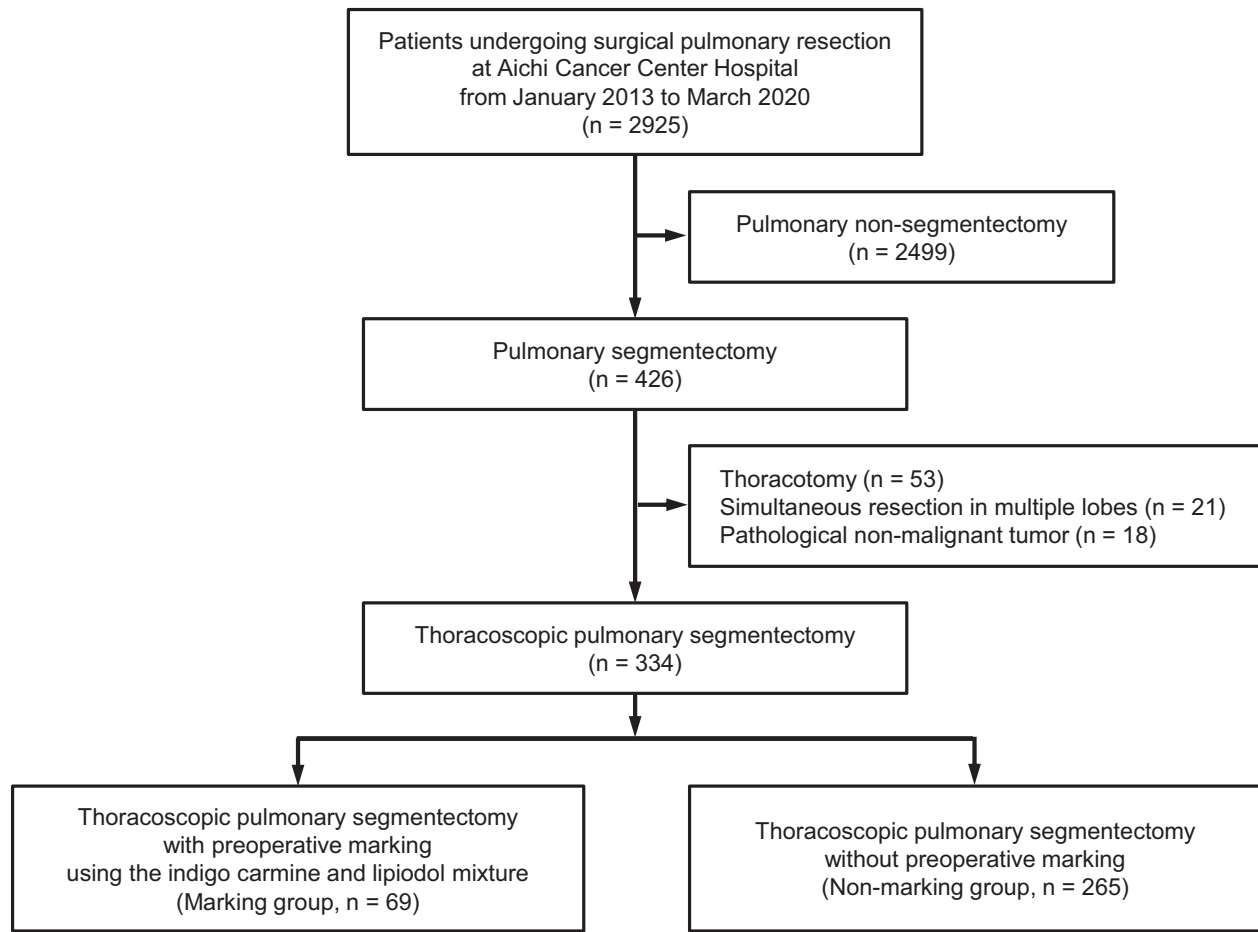 Patients undergoing surgical pulmonary resection
at Aichi Cancer Center Hospital
from January 2013 to March 2020
(n = 2925)
Pulmonary non-segmentectomy
(n = 2499)
Pulmonary segmentectomy
(n = 426)
Thoracotomy (n = 53)
Simultaneous resection in multiple lobes (n = 21)
Pathological non-malignant tumor (n = 18)
Thoracoscopic pulmonary segmentectomy
(n = 334)
Thoracoscopic pulmonary segmentectomy
with preoperative marking
using the indigo carmine and lipiodol mixture
(Marking group, n = 69)
Thoracoscopic pulmonary segmentectomy
without preoperative marking
(Non-marking group, n = 265)